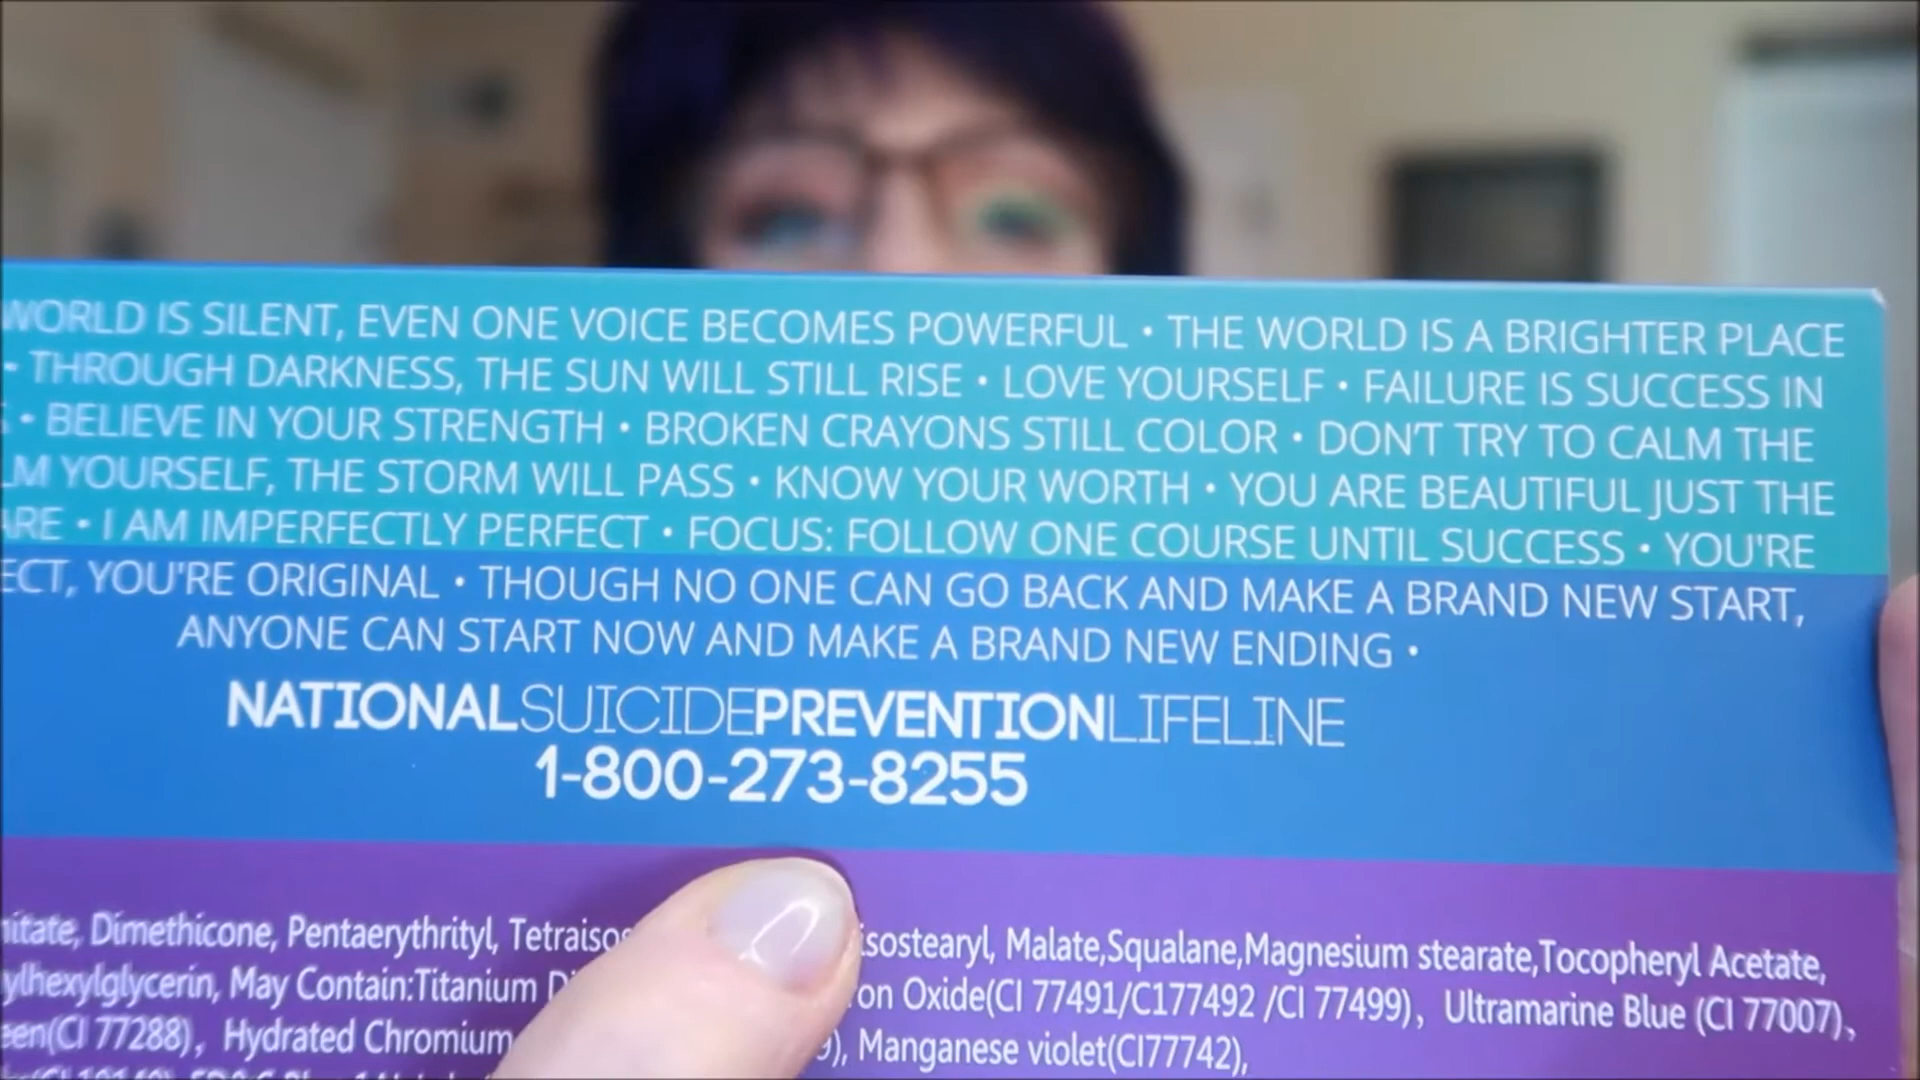 WORLD IS SILENT, EVEN ONE VOICE BECOMES POWERFUL • THE WORLD IS A BRIGHTER PLACE
• THROUGH DARKNESS, THE SUN WILL STILL RISE • LOVE YOURSELF • FAILURE IS SUCCESS IN
• BELIEVE IN YOUR STRENGTH • BROKEN CRAYONS STILL COLOR • DON'T TRY TO CALM THE
LM YOURSELF, THE STORM WILL PASS • KNOW YOUR WORTH • YOU ARE BEAUTIFUL JUST THE
ARE • I AM IMPERFECTLY PERFECT • FOCUS: FOLLOW ONE COURSE UNTIL SUCCESS • YOU'RE
ECT, YOU'RE ORIGINAL • THOUGH NO ONE CAN GO BACK AND MAKE A BRAND NEW START,
ANYONE CAN START NOW AND MAKE A BRAND NEW ENDING •
NATIONALSUICIDEPREVENTIONLIFELINE
1-800-273-8255
itate, Dimethicone, Pentaerythrityl, Tetraisos isostearyl, Malate,Squalane,Magnesium stearate,Tocopheryl Acetate,
ylhexylglycerin, May Contain:Titanium D on Oxide(CI 77491/C177492 /CI 77499), Ultramarine Blue (CI 77007),
een(CI 77288), Hydrated Chromium 9), Manganese violet(CI77742),